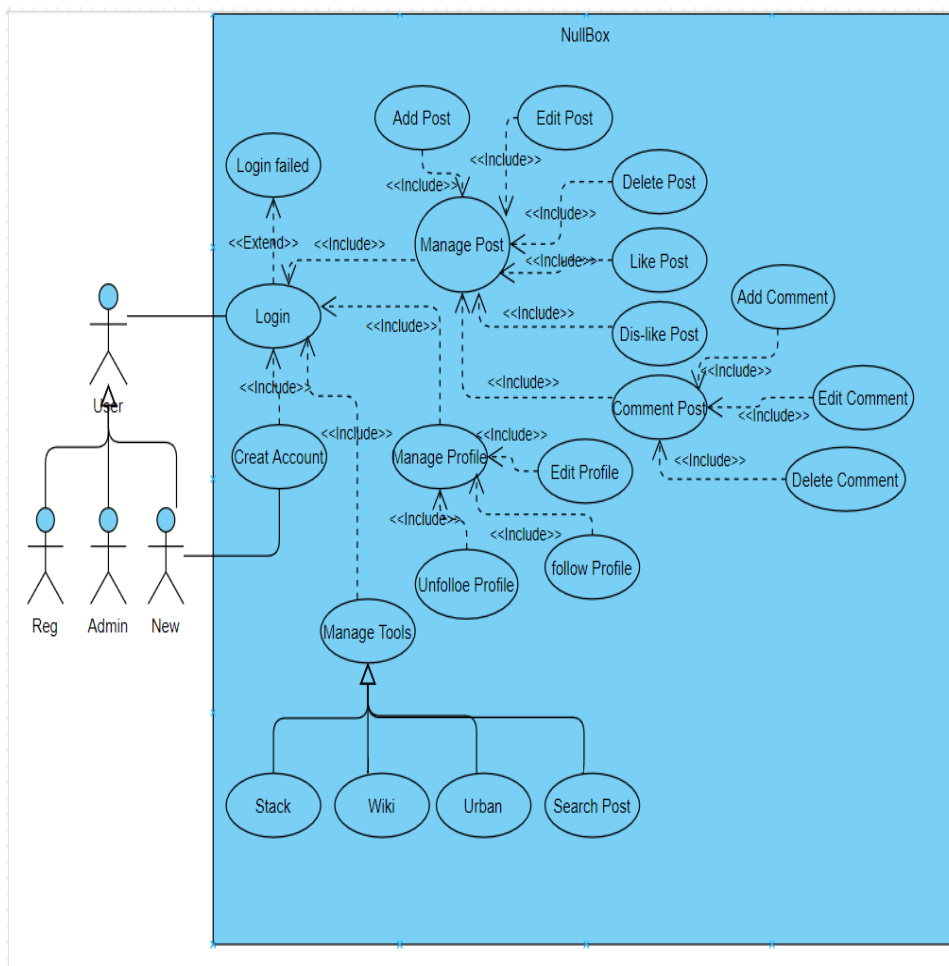 NullBox
Add Post
Edit Post
<<Include>>
Login failed
<<Include>>
Delete Post
<<Include>>
<<Extend>>
<<Include>>
Manage Post
<<Include>>
Like Post
Add Comment
Login
<<Include>>
<<Include>>
Dis-like Post
<<Include>>
<<Include>>
<<Include>>
User
Comment Post
Edit Comment
<<Include>>
<<Include>>
<<Include>>
Creat Account
Manage Profile
<<Include>>
Edit Profile
Delete Comment
<<Include>>
<<Include>>
Unfolloe Profile
follow Profile
Reg
Admin
New
Manage Tools
Stack
Wiki
Urban
Search Post